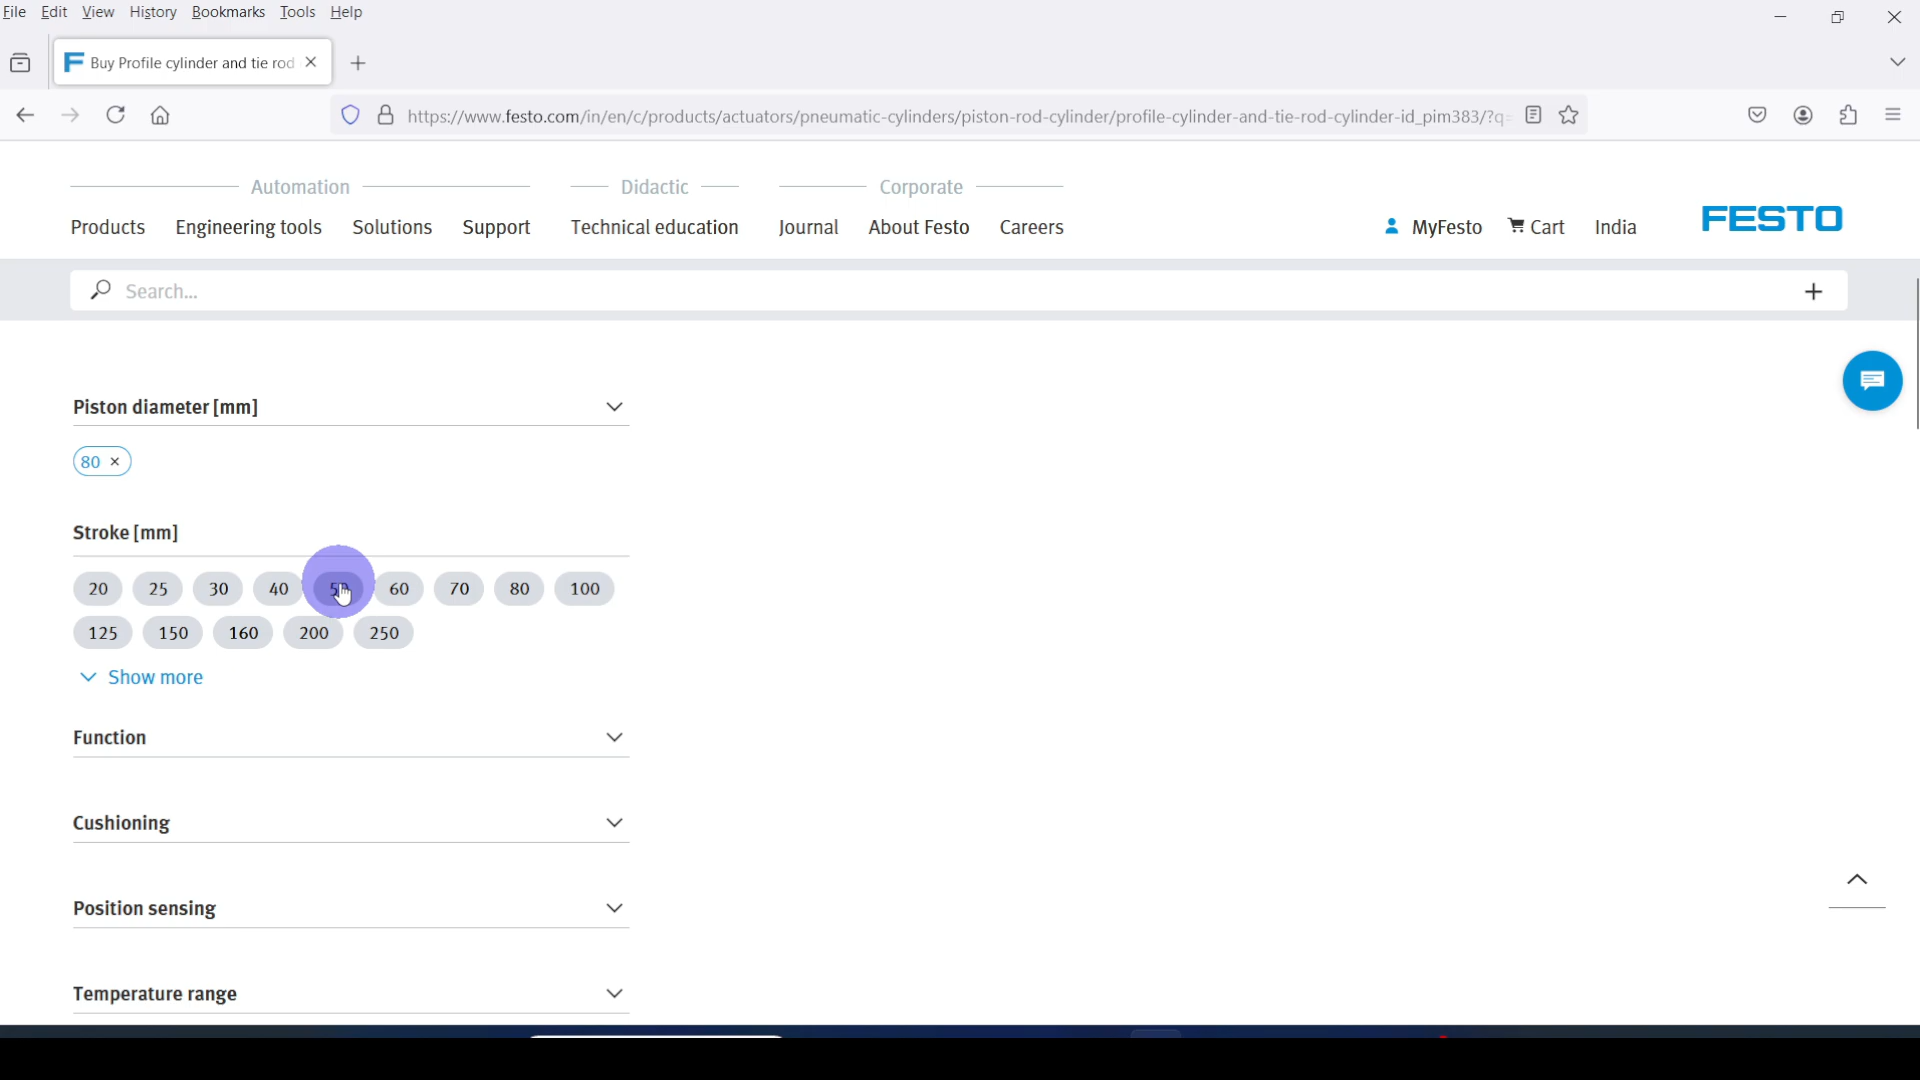 File Edit View History Bookmarks Tools Help
Buy Profile cylinder and tie rod
https://www.festo.com/in/en/c/products/actuators/pneumatic-cylinders/piston-rod-cylinder/profile-cylinder-and-tie-rod-cylinder-id_pim383/?q=
Automation Didactic Corporate
Products Engineering tools Solutions Support Technical education Journal About Festo Careers MyFesto Cart India FESTO
Search...
Piston diameter [mm]
80 ×
Stroke [mm]
20 25 30 40 50 60 70 80 100
125 150 160 200 250
Show more
Function
Cushioning
Position sensing
Temperature range